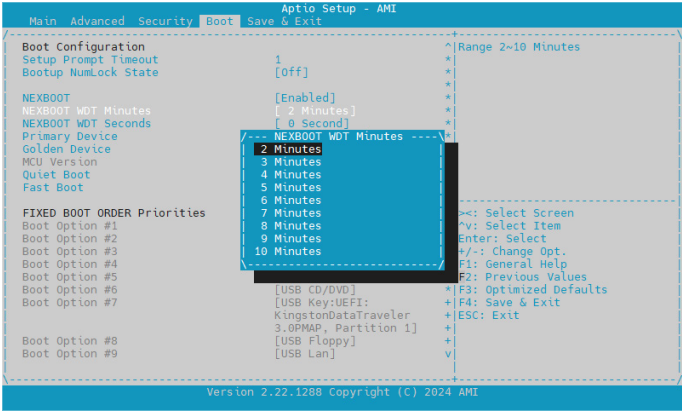 Aptio Setup - AMI
Main  Advanced  Security  Boot  Save & Exit
Boot Configuration ^|Range 2~10 Minutes
Setup Prompt Timeout 1 *|
Bootup NumLock State [Off] *|
*|
NEXBOOT [Enabled] *|
NEXBOOT WDT Minutes [ 2 Minutes] *|
NEXBOOT WDT Seconds [ 0 Second] *|
Primary Device /--- NEXBOOT WDT Minutes ----\*|
Golden Device | 2 Minutes |
MCU Version | 3 Minutes |
Quiet Boot | 4 Minutes |
Fast Boot | 5 Minutes |
| 6 Minutes |
FIXED BOOT ORDER Priorities | 7 Minutes | ><: Select Screen
Boot Option #1 | 8 Minutes | ^v: Select Item
Boot Option #2 | 9 Minutes | Enter: Select
Boot Option #3 | 10 Minutes | +/-: Change Opt.
Boot Option #4 \---------------------------/ F1: General Help
Boot Option #5 F2: Previous Values
Boot Option #6 [USB CD/DVD] *|F3: Optimized Defaults
Boot Option #7 [USB Key:UEFI: +|F4: Save & Exit
KingstonDataTraveler +|ESC: Exit
3.0PMAP, Partition 1] +|
Boot Option #8 [USB Floppy] +|
Boot Option #9 [USB Lan] v|
Version 2.22.1288 Copyright (C) 2024 AMI